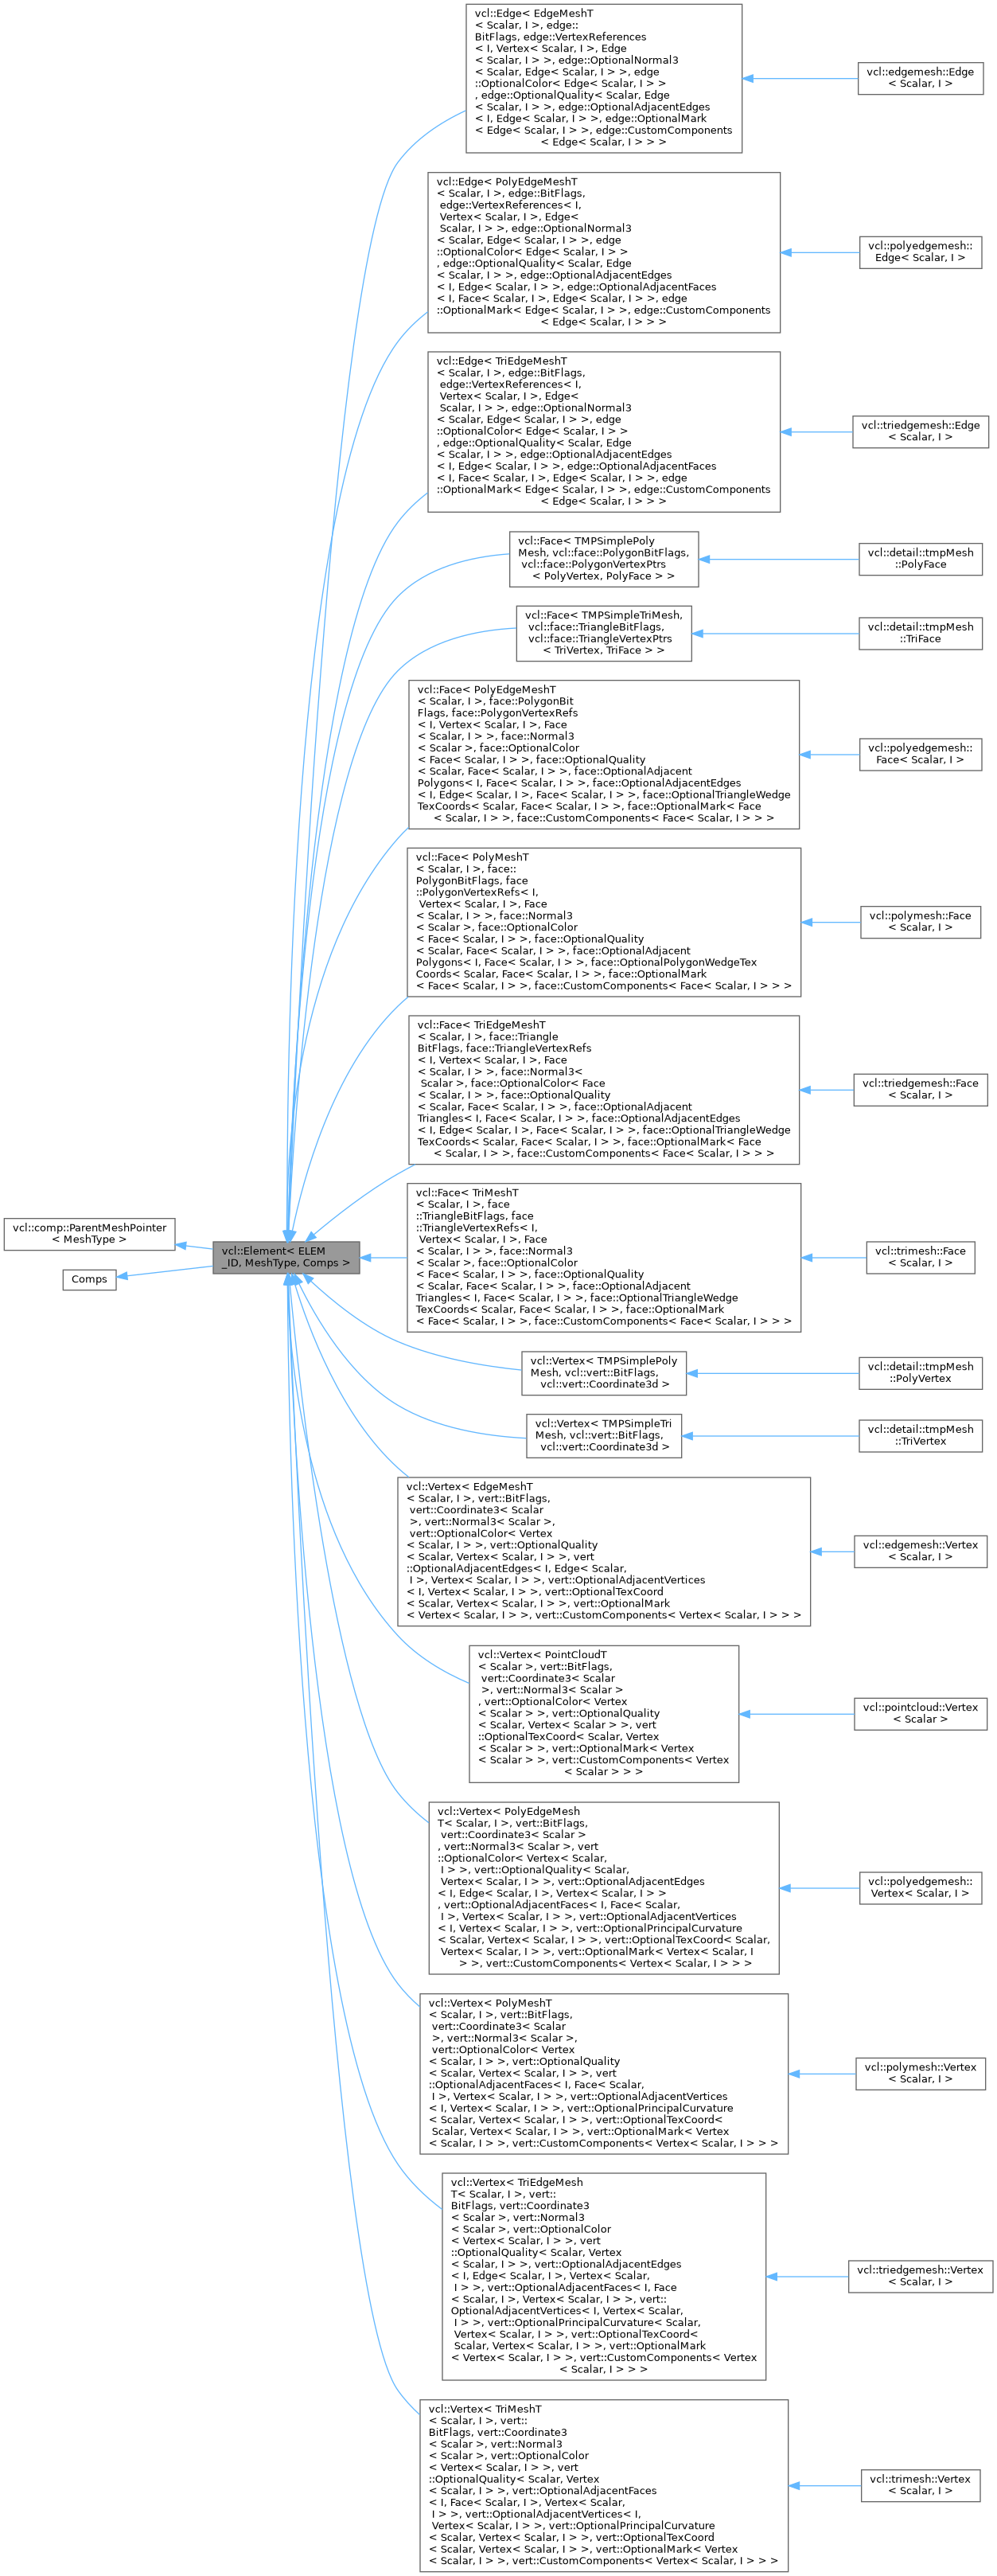 vcl::Edge< EdgeMeshT
< Scalar, I >, edge::
BitFlags, edge::VertexReferences
< I, Vertex< Scalar, I >, Edge
< Scalar, I > >, edge::OptionalNormal3
< Scalar, Edge< Scalar, I > >, edge
::OptionalColor< Edge< Scalar, I > >
, edge::OptionalQuality< Scalar, Edge
< Scalar, I > >, edge::OptionalAdjacentEdges
< I, Edge< Scalar, I > >, edge::OptionalMark
< Edge< Scalar, I > >, edge::CustomComponents
< Edge< Scalar, I > > >
vcl::edgemesh::Edge
< Scalar, I >
vcl::Edge< PolyEdgeMeshT
< Scalar, I >, edge::BitFlags,
edge::VertexReferences< I,
Vertex< Scalar, I >, Edge<
Scalar, I > >, edge::OptionalNormal3
< Scalar, Edge< Scalar, I > >, edge
::OptionalColor< Edge< Scalar, I > >
, edge::OptionalQuality< Scalar, Edge
< Scalar, I > >, edge::OptionalAdjacentEdges
< I, Edge< Scalar, I > >, edge::OptionalAdjacentFaces
< I, Face< Scalar, I >, Edge< Scalar, I > >, edge
::OptionalMark< Edge< Scalar, I > >, edge::CustomComponents
< Edge< Scalar, I > > >
vcl::polyedgemesh::
Edge< Scalar, I >
vcl::Edge< TriEdgeMeshT
< Scalar, I >, edge::BitFlags,
edge::VertexReferences< I,
Vertex< Scalar, I >, Edge<
Scalar, I > >, edge::OptionalNormal3
< Scalar, Edge< Scalar, I > >, edge
::OptionalColor< Edge< Scalar, I > >
, edge::OptionalQuality< Scalar, Edge
< Scalar, I > >, edge::OptionalAdjacentEdges
< I, Edge< Scalar, I > >, edge::OptionalAdjacentFaces
< I, Face< Scalar, I >, Edge< Scalar, I > >, edge
::OptionalMark< Edge< Scalar, I > >, edge::CustomComponents
< Edge< Scalar, I > > >
vcl::triedgemesh::Edge
< Scalar, I >
vcl::Face< TMPSimplePoly
Mesh, vcl::face::PolygonBitFlags,
vcl::face::PolygonVertexPtrs
< PolyVertex, PolyFace > >
vcl::detail::tmpMesh
::PolyFace
vcl::Face< TMPSimpleTriMesh,
vcl::face::TriangleBitFlags,
vcl::face::TriangleVertexPtrs
< TriVertex, TriFace > >
vcl::detail::tmpMesh
::TriFace
vcl::Face< PolyEdgeMeshT
< Scalar, I >, face::PolygonBit
Flags, face::PolygonVertexRefs
< I, Vertex< Scalar, I >, Face
< Scalar, I > >, face::Normal3
< Scalar >, face::OptionalColor
< Face< Scalar, I > >, face::OptionalQuality
< Scalar, Face< Scalar, I > >, face::OptionalAdjacent
Polygons< I, Face< Scalar, I > >, face::OptionalAdjacentEdges
< I, Edge< Scalar, I >, Face< Scalar, I > >, face::OptionalTriangleWedge
TexCoords< Scalar, Face< Scalar, I > >, face::OptionalMark< Face
< Scalar, I > >, face::CustomComponents< Face< Scalar, I > > >
vcl::polyedgemesh::
Face< Scalar, I >
vcl::Face< PolyMeshT
< Scalar, I >, face::
PolygonBitFlags, face
::PolygonVertexRefs< I,
Vertex< Scalar, I >, Face
< Scalar, I > >, face::Normal3
< Scalar >, face::OptionalColor
< Face< Scalar, I > >, face::OptionalQuality
< Scalar, Face< Scalar, I > >, face::OptionalAdjacent
Polygons< I, Face< Scalar, I > >, face::OptionalPolygonWedgeTex
Coords< Scalar, Face< Scalar, I > >, face::OptionalMark
< Face< Scalar, I > >, face::CustomComponents< Face< Scalar, I > > >
vcl::polymesh::Face
< Scalar, I >
vcl::Face< TriEdgeMeshT
< Scalar, I >, face::Triangle
BitFlags, face::TriangleVertexRefs
< I, Vertex< Scalar, I >, Face
< Scalar, I > >, face::Normal3<
Scalar >, face::OptionalColor< Face
< Scalar, I > >, face::OptionalQuality
< Scalar, Face< Scalar, I > >, face::OptionalAdjacent
Triangles< I, Face< Scalar, I > >, face::OptionalAdjacentEdges
< I, Edge< Scalar, I >, Face< Scalar, I > >, face::OptionalTriangleWedge
TexCoords< Scalar, Face< Scalar, I > >, face::OptionalMark< Face
< Scalar, I > >, face::CustomComponents< Face< Scalar, I > > >
vcl::triedgemesh::Face
< Scalar, I >
vcl::comp::ParentMeshPointer
< MeshType >
Comps
vcl::Element< ELEM
_ID, MeshType, Comps >
vcl::Face< TriMeshT
< Scalar, I >, face
::TriangleBitFlags, face
::TriangleVertexRefs< I,
Vertex< Scalar, I >, Face
< Scalar, I > >, face::Normal3
< Scalar >, face::OptionalColor
< Face< Scalar, I > >, face::OptionalQuality
< Scalar, Face< Scalar, I > >, face::OptionalAdjacent
Triangles< I, Face< Scalar, I > >, face::OptionalTriangleWedge
TexCoords< Scalar, Face< Scalar, I > >, face::OptionalMark
< Face< Scalar, I > >, face::CustomComponents< Face< Scalar, I > > >
vcl::trimesh::Face
< Scalar, I >
vcl::Vertex< TMPSimplePoly
Mesh, vcl::vert::BitFlags,
vcl::vert::Coordinate3d >
vcl::detail::tmpMesh
::PolyVertex
vcl::Vertex< TMPSimpleTri
Mesh, vcl::vert::BitFlags,
vcl::vert::Coordinate3d >
vcl::detail::tmpMesh
::TriVertex
vcl::Vertex< EdgeMeshT
< Scalar, I >, vert::BitFlags,
vert::Coordinate3< Scalar
>, vert::Normal3< Scalar >,
vert::OptionalColor< Vertex
< Scalar, I > >, vert::OptionalQuality
< Scalar, Vertex< Scalar, I > >, vert
::OptionalAdjacentEdges< I, Edge< Scalar,
I >, Vertex< Scalar, I > >, vert::OptionalAdjacentVertices
< I, Vertex< Scalar, I > >, vert::OptionalTexCoord
< Scalar, Vertex< Scalar, I > >, vert::OptionalMark
< Vertex< Scalar, I > >, vert::CustomComponents< Vertex< Scalar, I > > >
vcl::edgemesh::Vertex
< Scalar, I >
vcl::Vertex< PointCloudT
< Scalar >, vert::BitFlags,
vert::Coordinate3< Scalar
>, vert::Normal3< Scalar >
, vert::OptionalColor< Vertex
< Scalar > >, vert::OptionalQuality
< Scalar, Vertex< Scalar > >, vert
::OptionalTexCoord< Scalar, Vertex
< Scalar > >, vert::OptionalMark< Vertex
< Scalar > >, vert::CustomComponents< Vertex
< Scalar > > >
vcl::pointcloud::Vertex
< Scalar >
vcl::Vertex< PolyEdgeMesh
T< Scalar, I >, vert::BitFlags,
vert::Coordinate3< Scalar >
, vert::Normal3< Scalar >, vert
::OptionalColor< Vertex< Scalar,
I > >, vert::OptionalQuality< Scalar,
Vertex< Scalar, I > >, vert::OptionalAdjacentEdges
< I, Edge< Scalar, I >, Vertex< Scalar, I > >
, vert::OptionalAdjacentFaces< I, Face< Scalar,
I >, Vertex< Scalar, I > >, vert::OptionalAdjacentVertices
< I, Vertex< Scalar, I > >, vert::OptionalPrincipalCurvature
< Scalar, Vertex< Scalar, I > >, vert::OptionalTexCoord< Scalar,
Vertex< Scalar, I > >, vert::OptionalMark< Vertex< Scalar, I
> >, vert::CustomComponents< Vertex< Scalar, I > > >
vcl::polyedgemesh::
Vertex< Scalar, I >
vcl::Vertex< PolyMeshT
< Scalar, I >, vert::BitFlags,
vert::Coordinate3< Scalar
>, vert::Normal3< Scalar >,
vert::OptionalColor< Vertex
< Scalar, I > >, vert::OptionalQuality
< Scalar, Vertex< Scalar, I > >, vert
::OptionalAdjacentFaces< I, Face< Scalar,
I >, Vertex< Scalar, I > >, vert::OptionalAdjacentVertices
< I, Vertex< Scalar, I > >, vert::OptionalPrincipalCurvature
< Scalar, Vertex< Scalar, I > >, vert::OptionalTexCoord<
Scalar, Vertex< Scalar, I > >, vert::OptionalMark< Vertex
< Scalar, I > >, vert::CustomComponents< Vertex< Scalar, I > > >
vcl::polymesh::Vertex
< Scalar, I >
vcl::Vertex< TriEdgeMesh
T< Scalar, I >, vert::
BitFlags, vert::Coordinate3
< Scalar >, vert::Normal3
< Scalar >, vert::OptionalColor
< Vertex< Scalar, I > >, vert
::OptionalQuality< Scalar, Vertex
< Scalar, I > >, vert::OptionalAdjacentEdges
< I, Edge< Scalar, I >, Vertex< Scalar,
I > >, vert::OptionalAdjacentFaces< I, Face
< Scalar, I >, Vertex< Scalar, I > >, vert::
OptionalAdjacentVertices< I, Vertex< Scalar,
I > >, vert::OptionalPrincipalCurvature< Scalar,
Vertex< Scalar, I > >, vert::OptionalTexCoord<
Scalar, Vertex< Scalar, I > >, vert::OptionalMark
< Vertex< Scalar, I > >, vert::CustomComponents< Vertex
< Scalar, I > > >
vcl::triedgemesh::Vertex
< Scalar, I >
vcl::Vertex< TriMeshT
< Scalar, I >, vert::
BitFlags, vert::Coordinate3
< Scalar >, vert::Normal3
< Scalar >, vert::OptionalColor
< Vertex< Scalar, I > >, vert
::OptionalQuality< Scalar, Vertex
< Scalar, I > >, vert::OptionalAdjacentFaces
< I, Face< Scalar, I >, Vertex< Scalar,
I > >, vert::OptionalAdjacentVertices< I,
Vertex< Scalar, I > >, vert::OptionalPrincipalCurvature
< Scalar, Vertex< Scalar, I > >, vert::OptionalTexCoord
< Scalar, Vertex< Scalar, I > >, vert::OptionalMark< Vertex
< Scalar, I > >, vert::CustomComponents< Vertex< Scalar, I > > >
vcl::trimesh::Vertex
< Scalar, I >